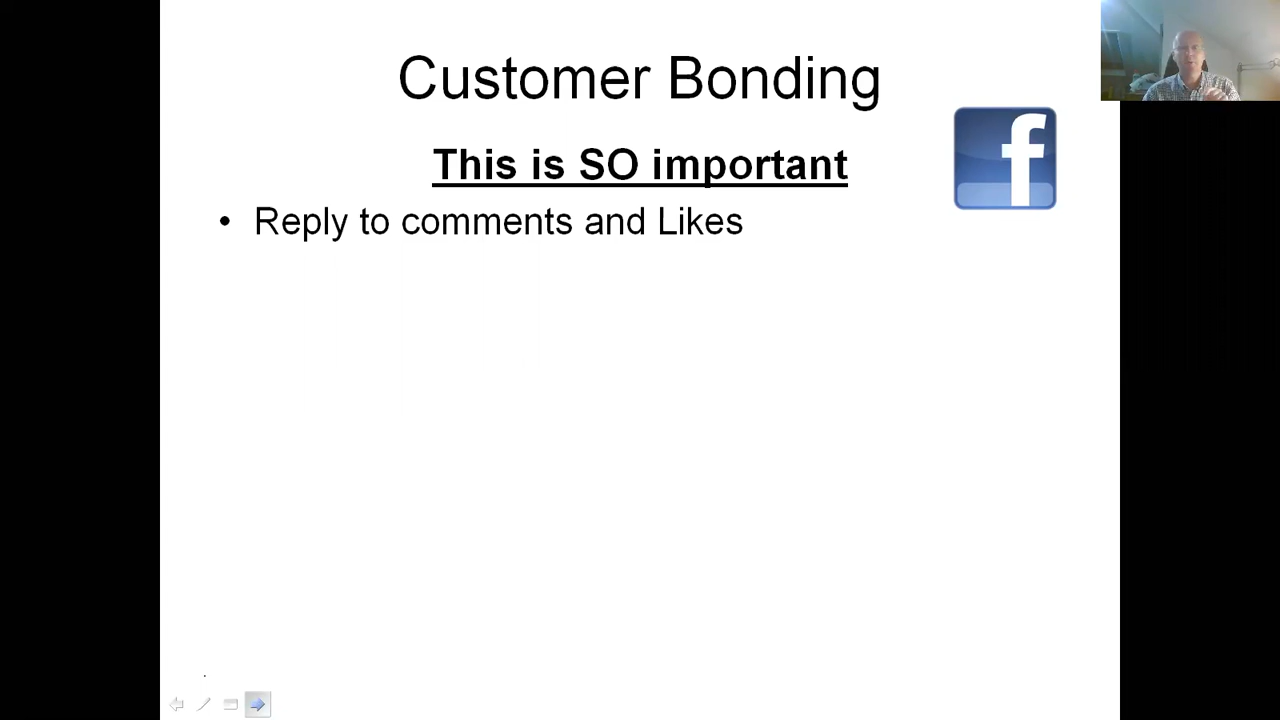 Customer Bonding
This is SO important
f
• Reply to comments and Likes